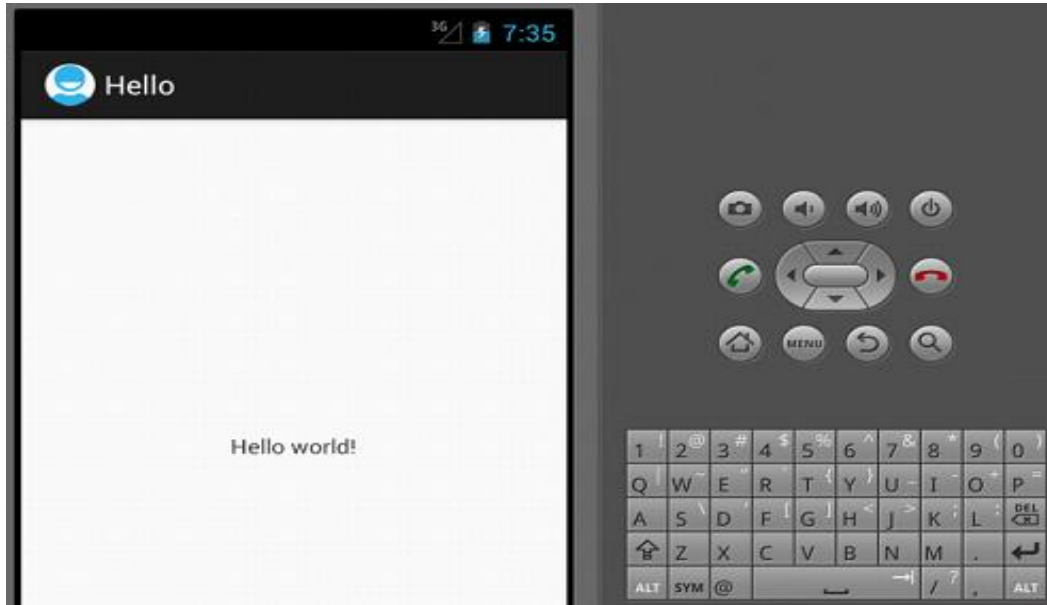 3G 7:35
Hello
Hello world!
MENU
1 ! 2 @ 3 # 4 $ 5 % 6 ^ 7 & 8 * 9 ( 0 )
Q | W ~ E " R ` T { Y } U _ I - O + P =
A S \ D ' F [ G ] H < J > K ; L : DEL
Z X C V B N M .
ALT SYM @ / ? , ALT